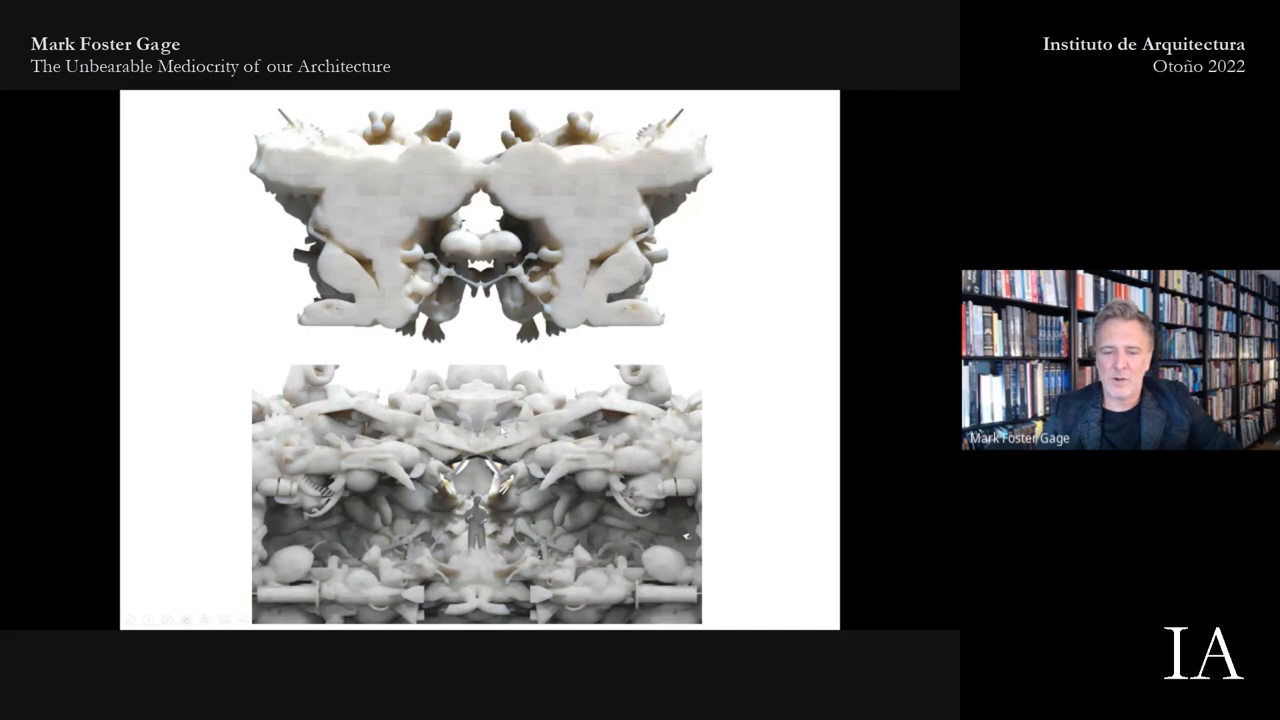 Mark Foster Gage
The Unbearable Mediocrity of our Architecture
Instituto de Arquitectura
Otoño 2022
Mark Foster Gage
IA